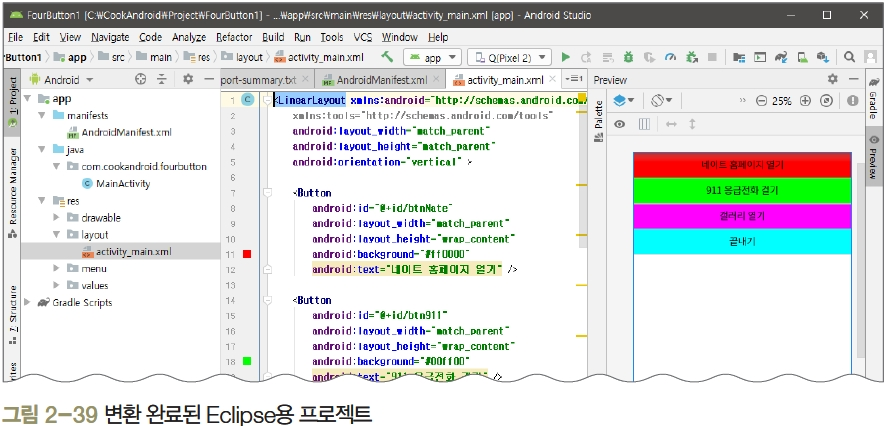 FourButton1 [C:₩CookAndroid₩Project₩FourButton1] - ...₩app₩src₩main₩res₩layout₩activity_main.xml [app] - Android Studio
File Edit View Navigate Code Analyze Refactor Build Run Tools VCS Window Help
Button1 app src main res layout activity_main.xml app Q(Pixel 2)
Android port-summary.txt AndroidManifest.xml activity_main.xml Preview
1: Project
Resource Manager
7: Structure
app
manifests
AndroidManifest.xml
java
com.cookandroid.fourbutton
MainActivity
res
drawable
layout
activity_main.xml
menu
values
Gradle Scripts
1 <LinearLayout xmlns:android="http://schemas.android.com/
2 xmlns:tools="http://schemas.android.com/tools"
3 android:layout_width="match_parent"
4 android:layout_height="match_parent"
5 android:orientation="vertical" >
6
7 <Button
8 android:id="@+id/btnNate"
9 android:layout_width="match_parent"
10 android:layout_height="wrap_content"
11 android:background="#ff0000"
12 android:text="네이트 홈페이지 열기" />
13
14 <Button
15 android:id="@+id/btn911"
16 android:layout_width="match_parent"
17 android:layout_height="wrap_content"
18 android:background="#00ff00"
android:text="911 응급전화 걸기" />
Palette
25%
네이트 홈페이지 열기
911 응급전화 걸기
갤러리 열기
끝내기
Gradle
Preview
그림 2-39 변환 완료된 Eclipse용 프로젝트